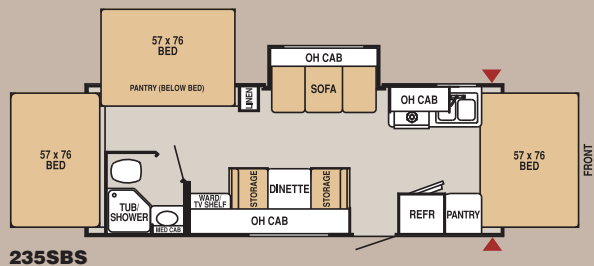 57 x 76
BED
PANTRY (BELOW BED)
OH CAB
SOFA
LINEN
OH CAB
57 x 76
BED
57 x 76
BED
FRONT
TUB/
SHOWER
MED CAB
WARD/
TV SHELF
STORAGE
DINETTE
STORAGE
OH CAB
REFR
PANTRY
235SBS